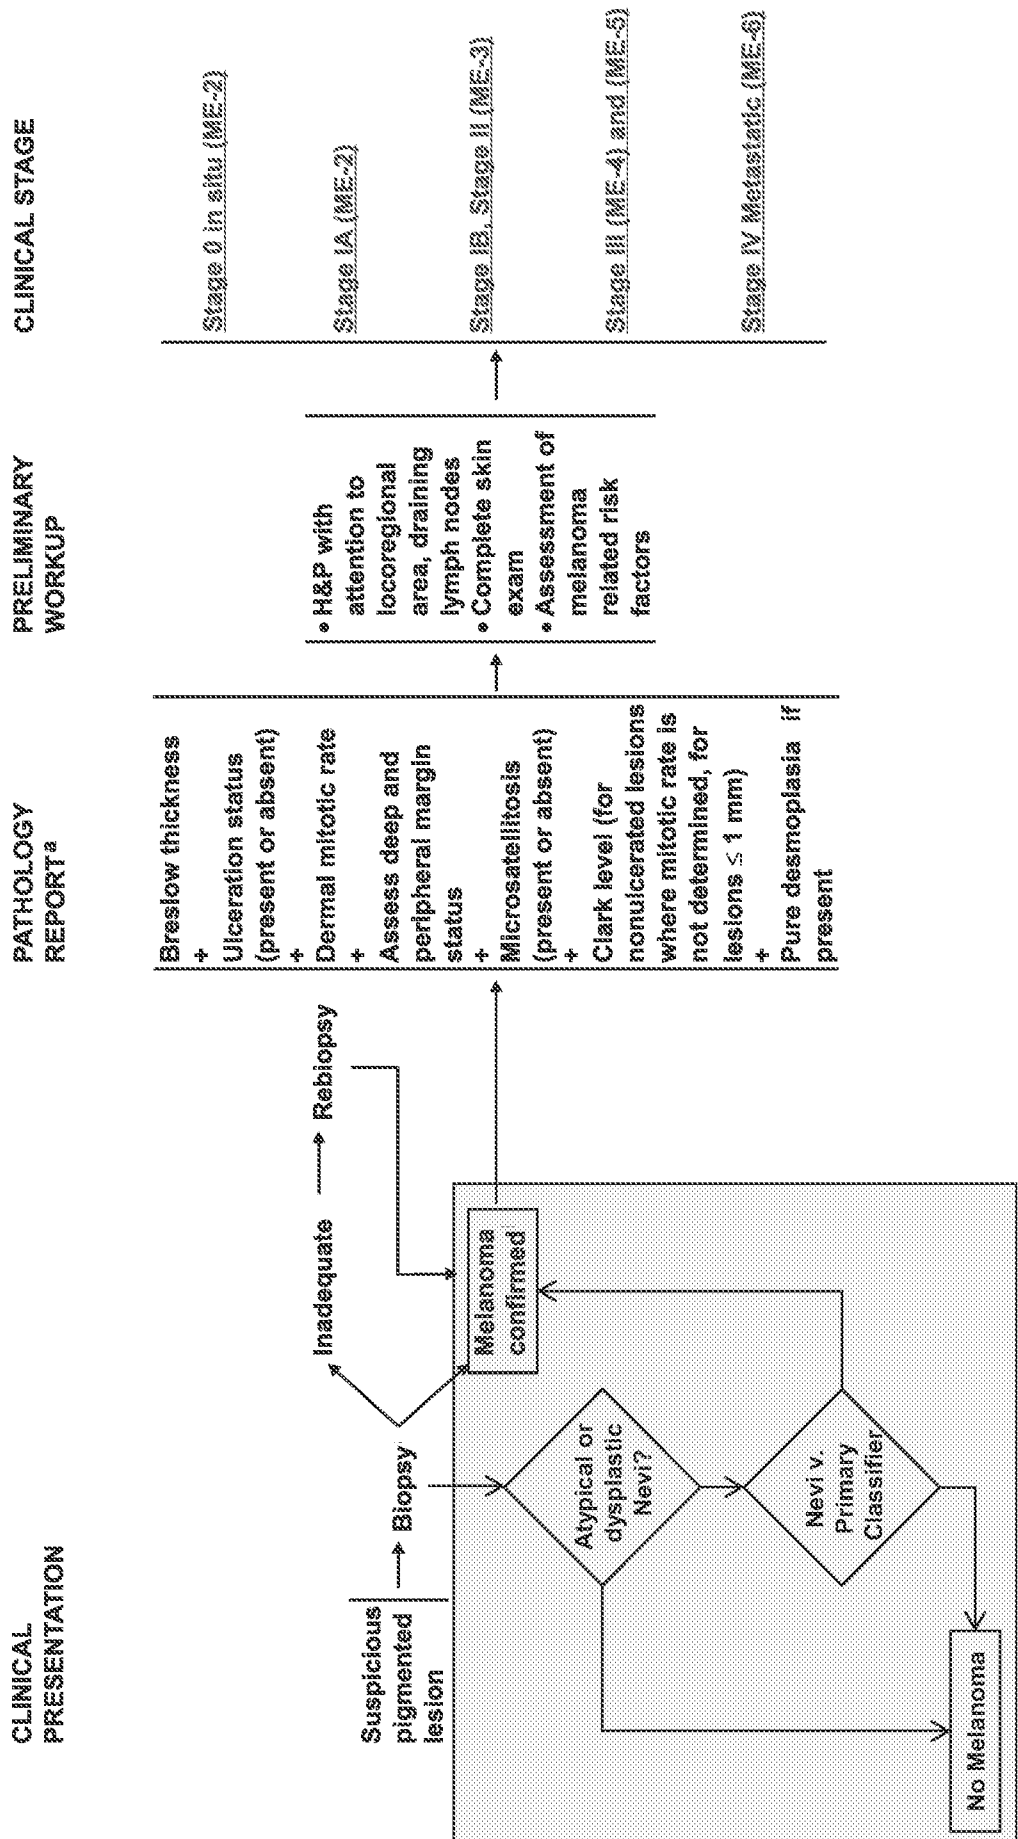 CLINICAL
PRESENTATION
Suspicious
pigmented
lesion
Biopsy
Inadequate
Rebiopsy
Melanoma
confirmed
Atypical or
dysplastic
Nevi?
Nevi v.
Primary
Classifier
No Melanoma
PATHOLOGY
REPORTª
Breslow thickness
+
Ulceration status
(present or absent)
+
Dermal mitotic rate
+
Assess deep and
peripheral margin
status
+
Microsatellitosis
(present or absent)
+
Clark level (for
nonulcerated lesions
where mitotic rate is
not determined, for
lesions ≤ 1 mm)
+
Pure desmoplasia if
present
PRELIMINARY
WORKUP
• H&P with
attention to
locoregional
area, draining
lymph nodes
• Complete skin
exam
• Assessment of
melanoma
related risk
factors
CLINICAL STAGE
Stage 0 in situ (ME-2)
Stage IA (ME-2)
Stage IB, Stage II (ME-3)
Stage III (ME-4) and (ME-5)
Stage IV Metastatic (ME-6)